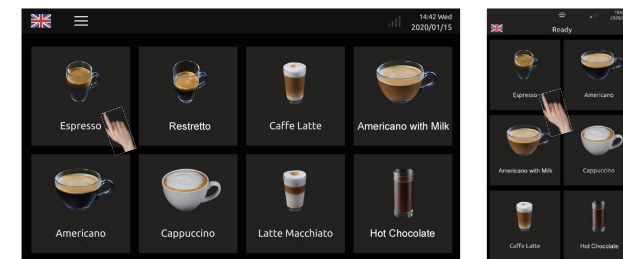 14:42 Wed
2020/01/15
Espresso
Restretto
Caffe Latte
Americano with Milk
Americano
Cappuccino
Latte Macchiato
Hot Chocolate
Ready
Espresso
Americano
Americano with Milk
Cappuccino
Caffe Latte
Hot Chocolate